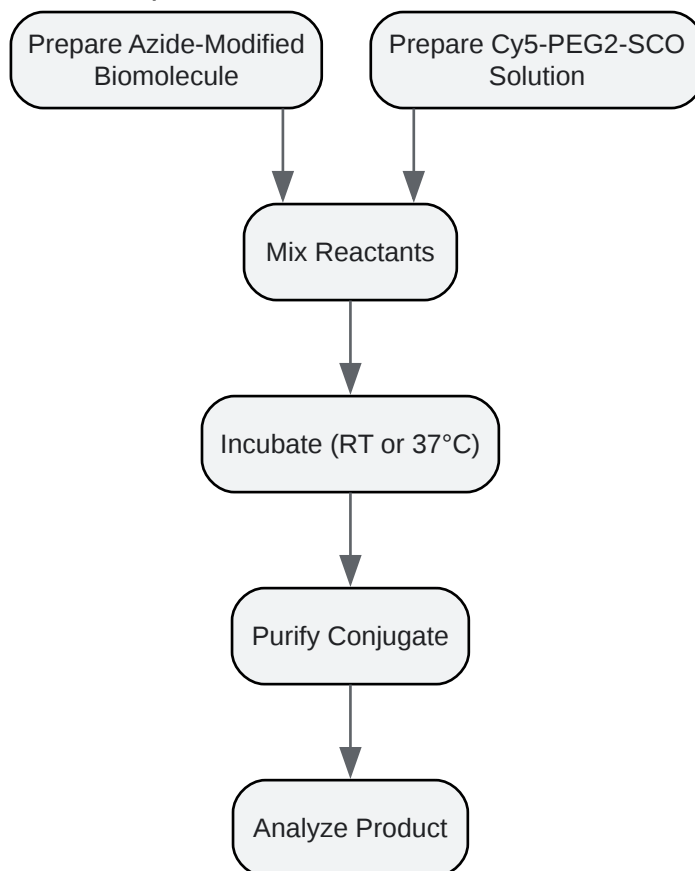 Prepare Azide-Modified
Biomolecule
Prepare Cy5-PEG2-SCO
Solution
Mix Reactants
Incubate (RT or 37°C)
Purify Conjugate
Analyze Product